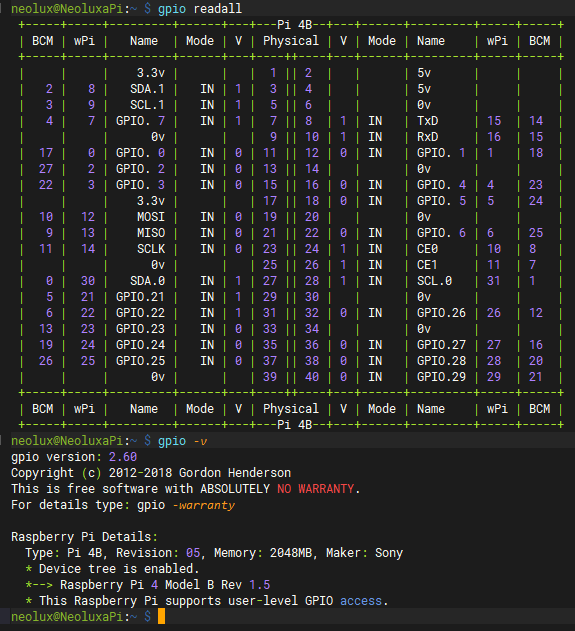 neolux@NeoluxaPi:~ $ gpio readall
+-----+-----+---------+------+---+---Pi 4B--+---+------+---------+-----+-----+
| BCM | wPi |   Name  | Mode | V | Physical | V | Mode | Name    | wPi | BCM |
+-----+-----+---------+------+---+----++----+---+------+---------+-----+-----+
|     |     |    3.3v |      |   |  1 || 2  |   |      | 5v      |     |     |
|   2 |   8 |   SDA.1 |   IN | 1 |  3 || 4  |   |      | 5v      |     |     |
|   3 |   9 |   SCL.1 |   IN | 1 |  5 || 6  |   |      | 0v      |     |     |
|   4 |   7 | GPIO. 7 |   IN | 1 |  7 || 8  | 1 | IN   | TxD     | 15  | 14  |
|     |     |      0v |      |   |  9 || 10 | 1 | IN   | RxD     | 16  | 15  |
|  17 |   0 | GPIO. 0 |   IN | 0 | 11 || 12 | 0 | IN   | GPIO. 1 | 1   | 18  |
|  27 |   2 | GPIO. 2 |   IN | 0 | 13 || 14 |   |      | 0v      |     |     |
|  22 |   3 | GPIO. 3 |   IN | 0 | 15 || 16 | 0 | IN   | GPIO. 4 | 4   | 23  |
|     |     |    3.3v |      |   | 17 || 18 | 0 | IN   | GPIO. 5 | 5   | 24  |
|  10 |  12 |    MOSI |   IN | 0 | 19 || 20 |   |      | 0v      |     |     |
|   9 |  13 |    MISO |   IN | 0 | 21 || 22 | 0 | IN   | GPIO. 6 | 6   | 25  |
|  11 |  14 |    SCLK |   IN | 0 | 23 || 24 | 1 | IN   | CE0     | 10  | 8   |
|     |     |      0v |      |   | 25 || 26 | 1 | IN   | CE1     | 11  | 7   |
|   0 |  30 |   SDA.0 |   IN | 1 | 27 || 28 | 1 | IN   | SCL.0   | 31  | 1   |
|   5 |  21 | GPIO.21 |   IN | 1 | 29 || 30 |   |      | 0v      |     |     |
|   6 |  22 | GPIO.22 |   IN | 1 | 31 || 32 | 0 | IN   | GPIO.26 | 26  | 12  |
|  13 |  23 | GPIO.23 |   IN | 0 | 33 || 34 |   |      | 0v      |     |     |
|  19 |  24 | GPIO.24 |   IN | 0 | 35 || 36 | 0 | IN   | GPIO.27 | 27  | 16  |
|  26 |  25 | GPIO.25 |   IN | 0 | 37 || 38 | 0 | IN   | GPIO.28 | 28  | 20  |
|     |     |      0v |      |   | 39 || 40 | 0 | IN   | GPIO.29 | 29  | 21  |
+-----+-----+---------+------+---+----++----+---+------+---------+-----+-----+
| BCM | wPi |   Name  | Mode | V | Physical | V | Mode | Name    | wPi | BCM |
+-----+-----+---------+------+---+---Pi 4B--+---+------+---------+-----+-----+
neolux@NeoluxaPi:~ $ gpio -v
gpio version: 2.60
Copyright (c) 2012-2018 Gordon Henderson
This is free software with ABSOLUTELY NO WARRANTY.
For details type: gpio -warranty
Raspberry Pi Details:
  Type: Pi 4B, Revision: 05, Memory: 2048MB, Maker: Sony
  * Device tree is enabled.
  *--> Raspberry Pi 4 Model B Rev 1.5
  * This Raspberry Pi supports user-level GPIO access.
neolux@NeoluxaPi:~ $